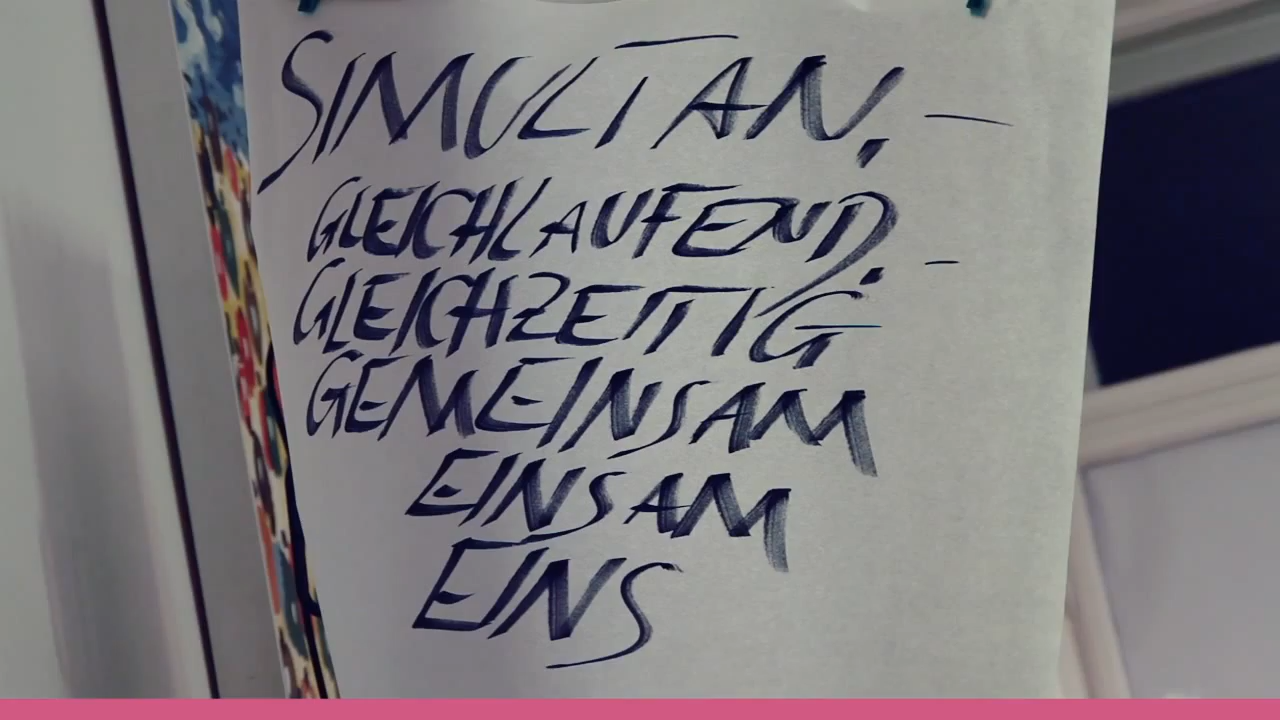 SIMULTAN, —
GLEICHLAUFEND. –
GLEICHZEITIG
GEMEINSAM
EINSAM
EINS